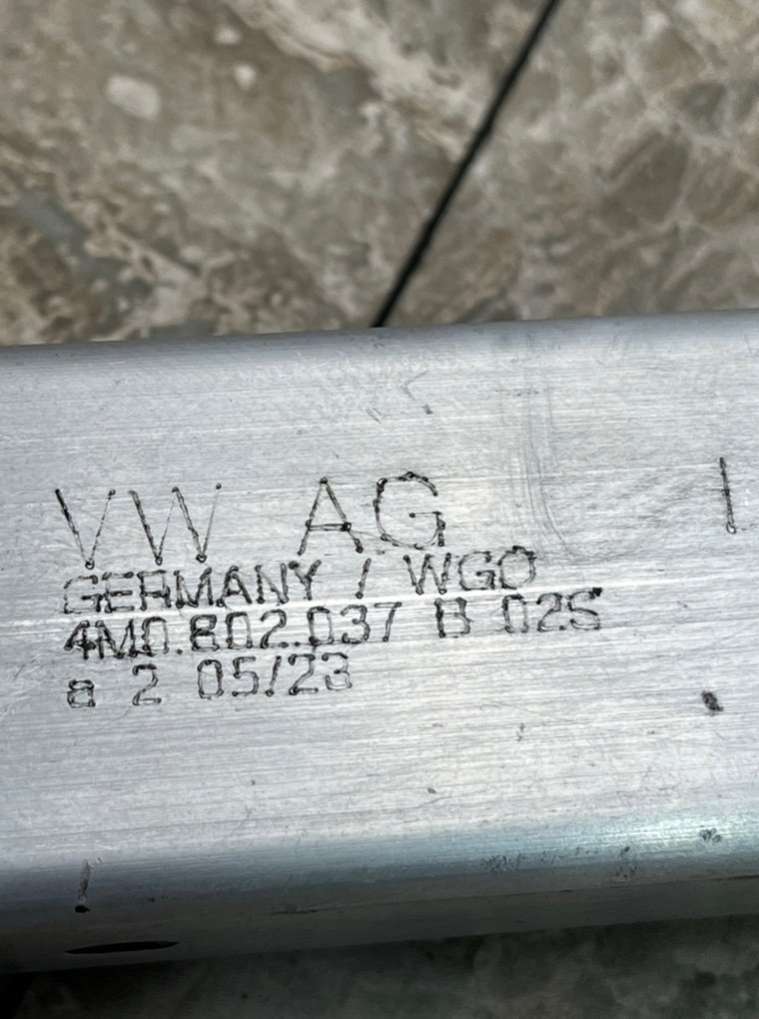 VW AG
GERMANY / WGO
4M0.802.037 B 02S
a 2 05/23